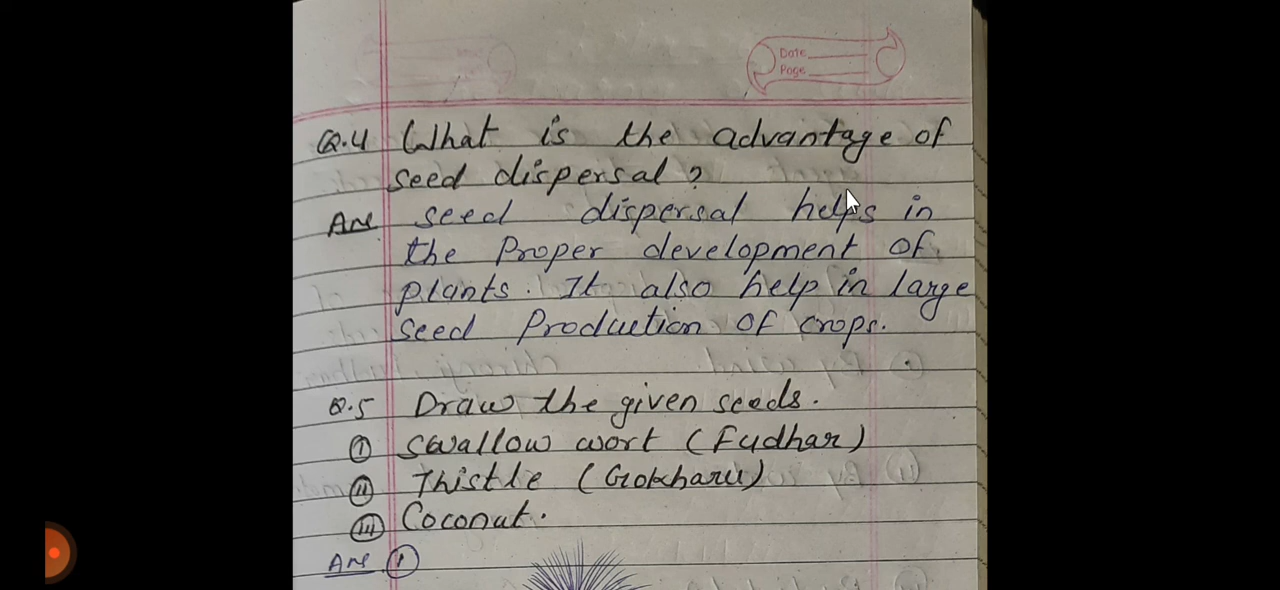 Date
Page
Q.4 What is the advantage of
seed dispersal?
Ans seed dispersal helps in
the Proper development of
plants. It also help in large
seed Production of crops.
Q.5 Draw the given seeds.
(i) Swallow wort (Fudhar)
(ii) Thistle (Gokharu)
(iii) Coconut.
Ans (1)